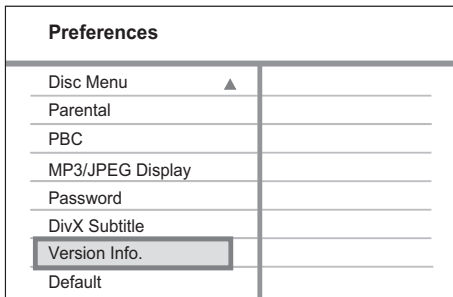 Preferences
Disc Menu
Parental
PBC
MP3/JPEG Display
Password
DivX Subtitle
Version Info.
Default